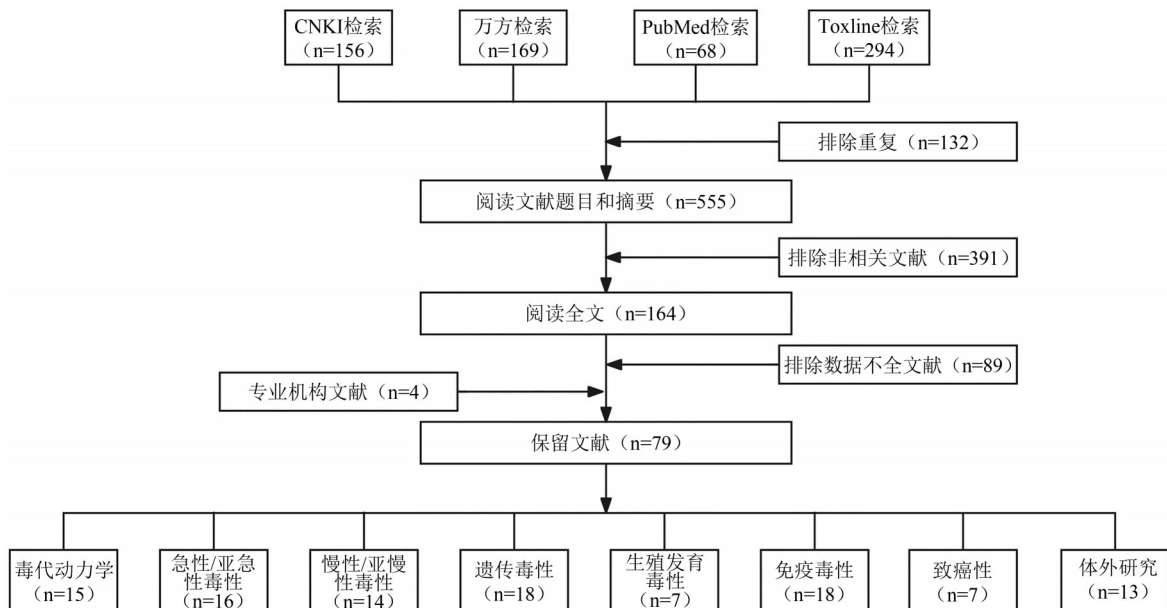 CNKI检索
（n=156）
万方检索
（n=169）
PubMed检索
（n=68）
Toxline检索
（n=294）
排除重复（n=132）
阅读文献题目和摘要（n=555）
排除非相关文献（n=391）
阅读全文（n=164）
排除数据不全文献（n=89）
专业机构文献（n=4）
保留文献（n=79）
毒代动力学
（n=15）
急性/亚急
性毒性
（n=16）
慢性/亚慢
性毒性
（n=14）
遗传毒性
（n=18）
生殖发育
毒性
（n=7）
免疫毒性
（n=18）
致癌性
（n=7）
体外研究
（n=13）